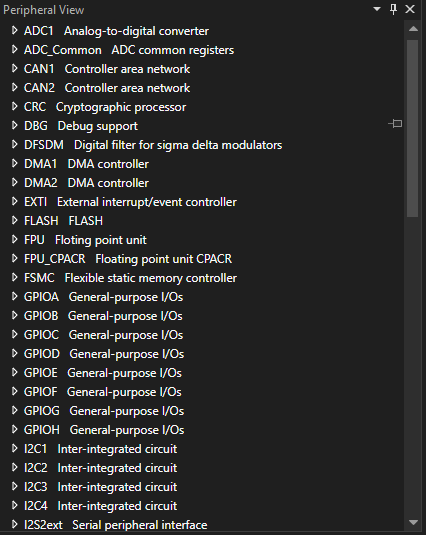 Peripheral View
ADC1 Analog-to-digital converter
ADC_Common ADC common registers
CAN1 Controller area network
CAN2 Controller area network
CRC Cryptographic processor
DBG Debug support
DFSDM Digital filter for sigma delta modulators
DMA1 DMA controller
DMA2 DMA controller
EXTI External interrupt/event controller
FLASH FLASH
FPU Floting point unit
FPU_CPACR Floating point unit CPACR
FSMC Flexible static memory controller
GPIOA General-purpose I/Os
GPIOB General-purpose I/Os
GPIOC General-purpose I/Os
GPIOD General-purpose I/Os
GPIOE General-purpose I/Os
GPIOF General-purpose I/Os
GPIOG General-purpose I/Os
GPIOH General-purpose I/Os
I2C1 Inter-integrated circuit
I2C2 Inter-integrated circuit
I2C3 Inter-integrated circuit
I2C4 Inter-integrated circuit
I2S2ext Serial peripheral interface